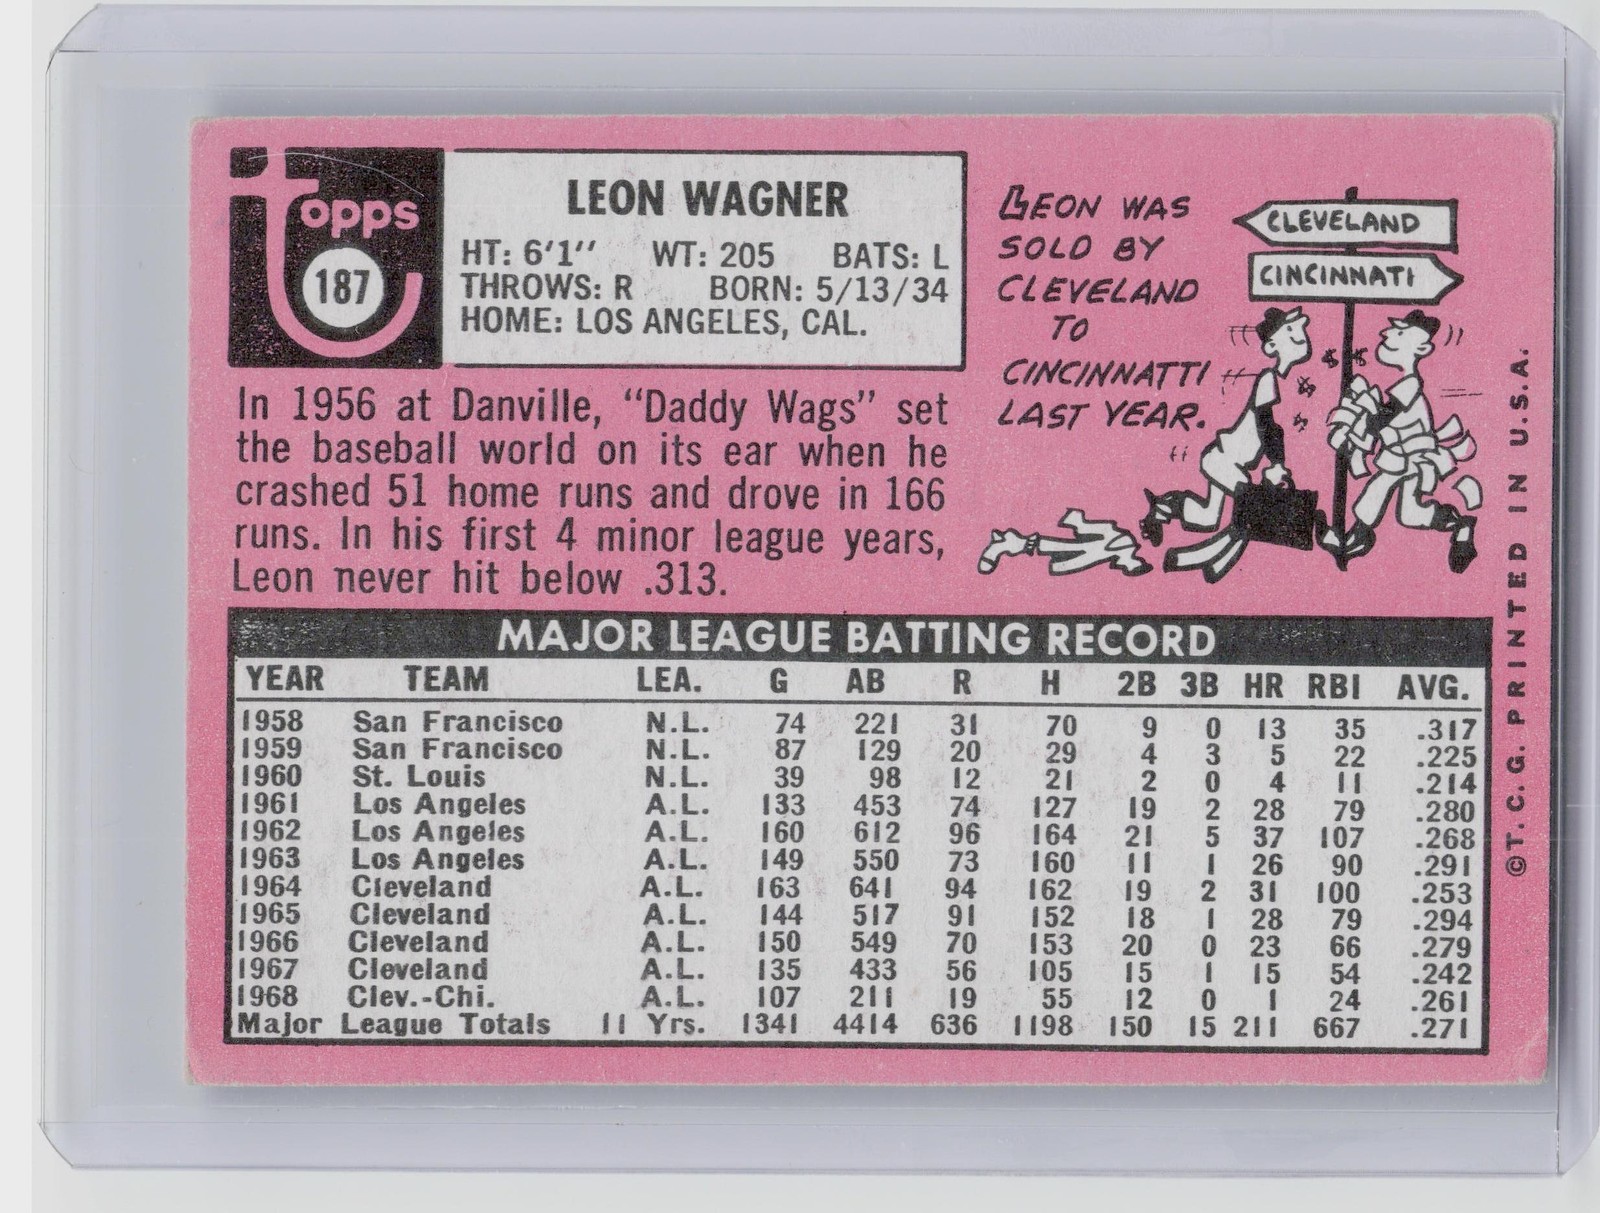 topps
187
LEON WAGNER
HT: 6'1" WT: 205 BATS: L
THROWS: R BORN: 5/13/34
HOME: LOS ANGELES, CAL.
In 1956 at Danville, "Daddy Wags" set
the baseball world on its ear when he
crashed 51 home runs and drove in 166
runs. In his first 4 minor league years,
Leon never hit below .313.
LEON WAS
SOLD BY
CLEVELAND
TO
CINCINNATTI
LAST YEAR.
CLEVELAND
CINCINNATI
$ $
$
$
MAJOR LEAGUE BATTING RECORD
YEAR TEAM LEA. G AB R H 2B 3B HR RBI AVG.
1958 San Francisco N.L. 74 221 31 70 9 0 13 35 .317
1959 San Francisco N.L. 87 129 20 29 4 3 5 22 .225
1960 St. Louis N.L. 39 98 12 21 2 0 4 11 .214
1961 Los Angeles A.L. 133 453 74 127 19 2 28 79 .280
1962 Los Angeles A.L. 160 612 96 164 21 5 37 107 .268
1963 Los Angeles A.L. 149 550 73 160 11 1 26 90 .291
1964 Cleveland A.L. 163 641 94 162 19 2 31 100 .253
1965 Cleveland A.L. 144 517 91 152 18 1 28 79 .294
1966 Cleveland A.L. 150 549 70 153 20 0 23 66 .279
1967 Cleveland A.L. 135 433 56 105 15 1 15 54 .242
1968 Clev.-Chi. A.L. 107 211 19 55 12 0 1 24 .261
Major League Totals 11 Yrs. 1341 4414 636 1198 150 15 211 667 .271
©T.C.G. PRINTED IN U.S.A.